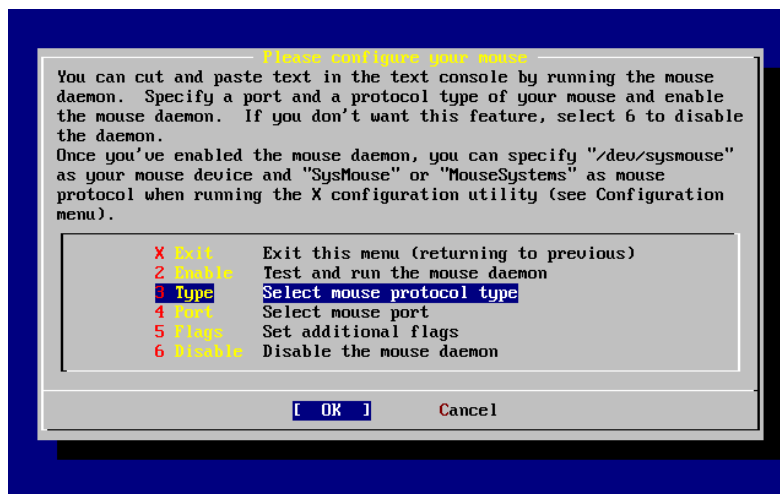 Please configure your mouse
You can cut and paste text in the text console by running the mouse
daemon.  Specify a port and a protocol type of your mouse and enable
the mouse daemon.  If you don't want this feature, select 6 to disable
the daemon.
Once you've enabled the mouse daemon, you can specify "/dev/sysmouse"
as your mouse device and "SysMouse" or "MouseSystems" as mouse
protocol when running the X configuration utility (see Configuration
menu).
X Exit     Exit this menu (returning to previous)
2 Enable   Test and run the mouse daemon
3 Type     Select mouse protocol type
4 Port     Select mouse port
5 Flags    Set additional flags
6 Disable  Disable the mouse daemon
[  OK  ]       Cancel